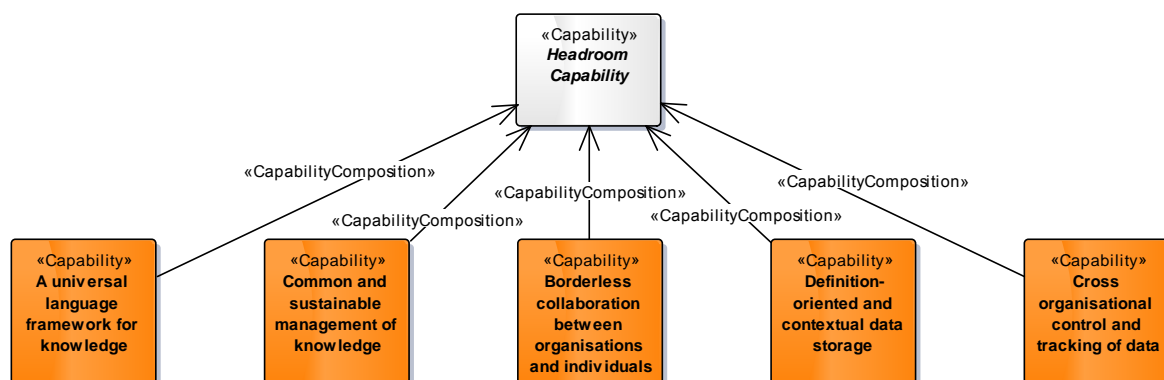 «Capability»
Headroom
Capability
«CapabilityComposition»
«CapabilityComposition»
«CapabilityComposition»
«CapabilityComposition»
«CapabilityComposition»
«Capability»
A universal
language
framework for
knowledge
«Capability»
Common and
sustainable
management of
knowledge
«Capability»
Borderless
collaboration
between
organisations
and individuals
«Capability»
Definition-
oriented and
contextual data
storage
«Capability»
Cross
organisational
control and
tracking of data